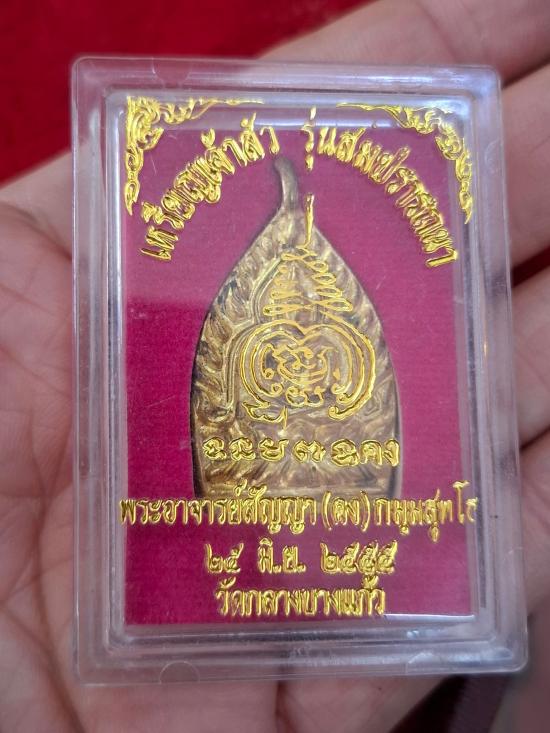 เหรียญเจ้าสัว รุ่นสมปรารถนา
พระอาจารย์สัญญา (คง) กมฺมสุทฺโธ
๒๕ มิ.ย. ๒๕๕๕
วัดกลางบางแก้ว